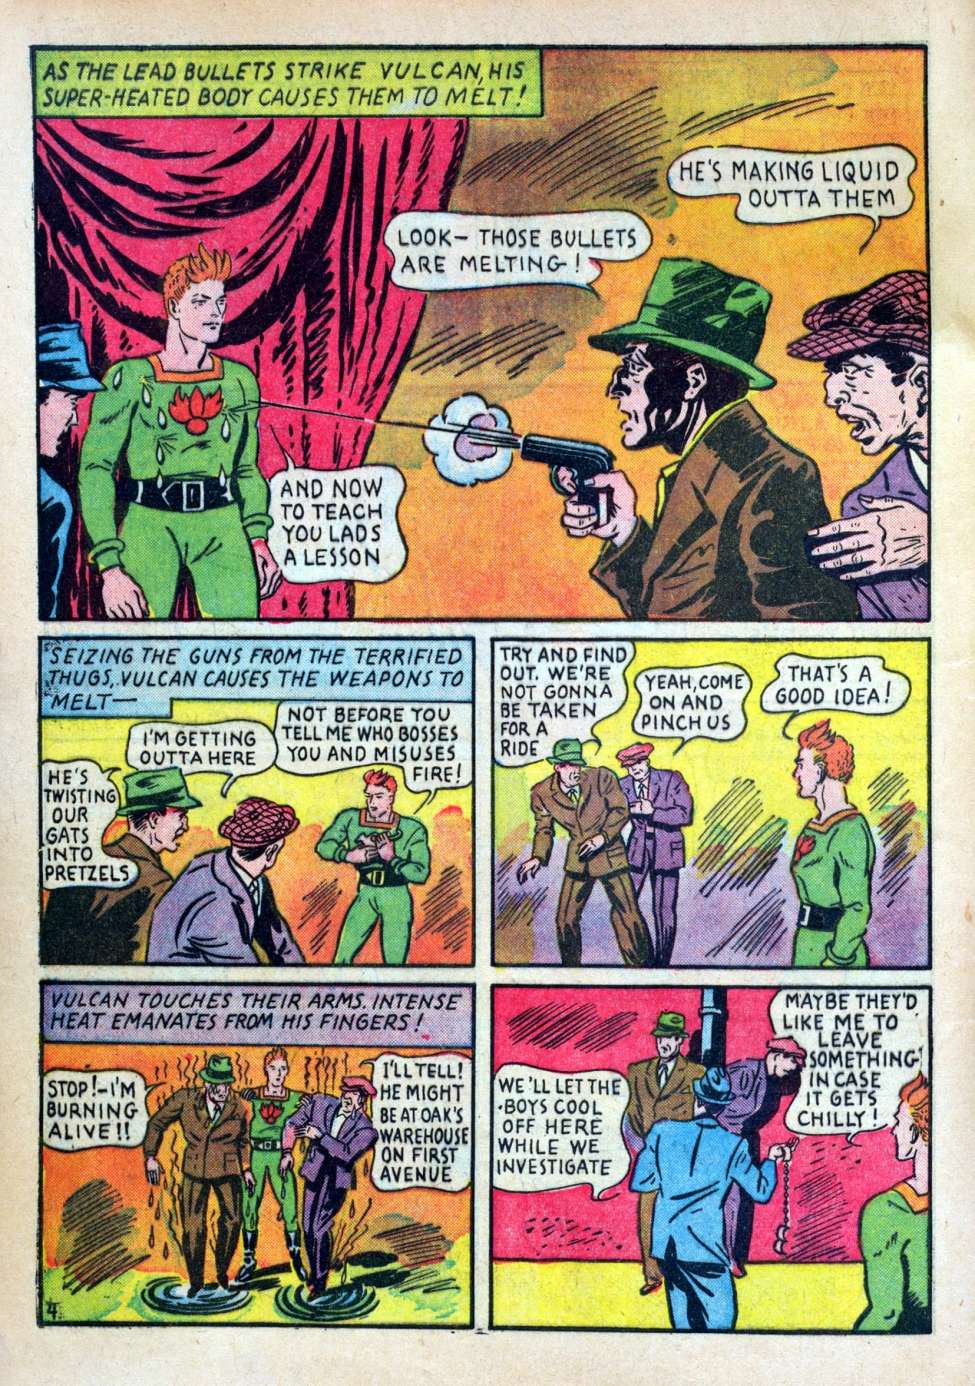 AS THE LEAD BULLETS STRIKE VULCAN, HIS
SUPER-HEATED BODY CAUSES THEM TO MELT!
HE'S MAKING LIQUID
OUTTA THEM
LOOK- THOSE BULLETS
ARE MELTING!
AND NOW
TO TEACH
YOU LADS
A LESSON
SEIZING THE GUNS FROM THE TERRIFIED
THUGS, VULCAN CAUSES THE WEAPONS TO
MELT—
HE'S
TWISTING
OUR
GATS
INTO
PRETZELS
I'M GETTING
OUTTA HERE
NOT BEFORE YOU
TELL ME WHO BOSSES
YOU AND MISUSES
FIRE!
TRY AND FIND
OUT. WE'RE
NOT GONNA
BE TAKEN
FOR A
RIDE
YEAH, COME
ON AND
PINCH US
THAT'S A
GOOD IDEA!
VULCAN TOUCHES THEIR ARMS. INTENSE
HEAT EMANATES FROM HIS FINGERS!
STOP!-I'M
BURNING
ALIVE!!
I'LL TELL!
HE MIGHT
BE AT OAK'S
WAREHOUSE
ON FIRST
AVENUE
4
WE'LL LET THE
BOYS COOL
OFF HERE
WHILE WE
INVESTIGATE
MAYBE THEY'D
LIKE ME TO
LEAVE
SOMETHING
IN CASE
IT GETS
CHILLY!